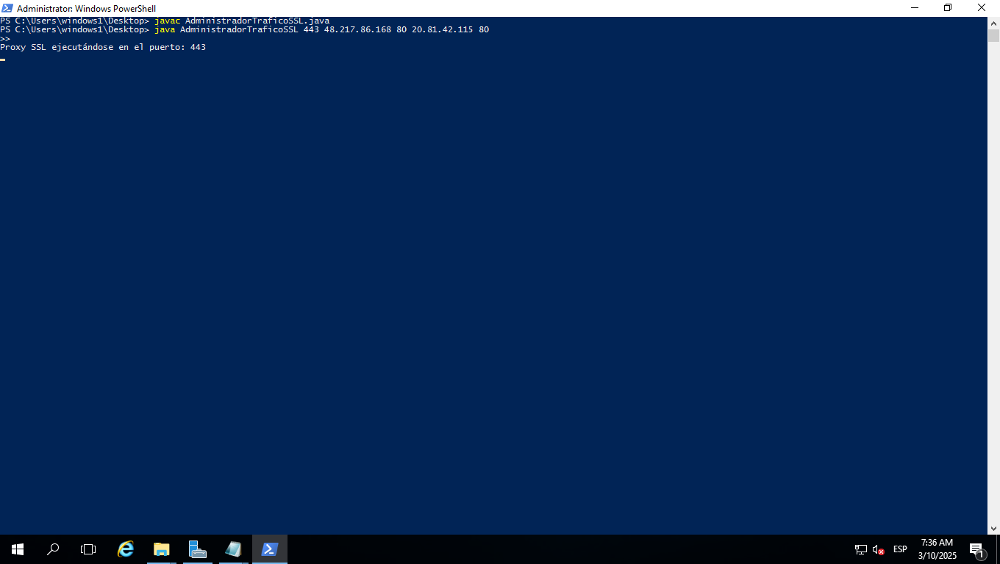 Administrator: Windows PowerShell
PS C:\Users\windows1\Desktop> javac AdministradorTraficoSSL.java
PS C:\Users\windows1\Desktop> java AdministradorTraficoSSL 443 48.217.86.168 80 20.81.42.115 80
>>
Proxy SSL ejecutándose en el puerto: 443
ESP
7:36 AM
3/10/2025
1